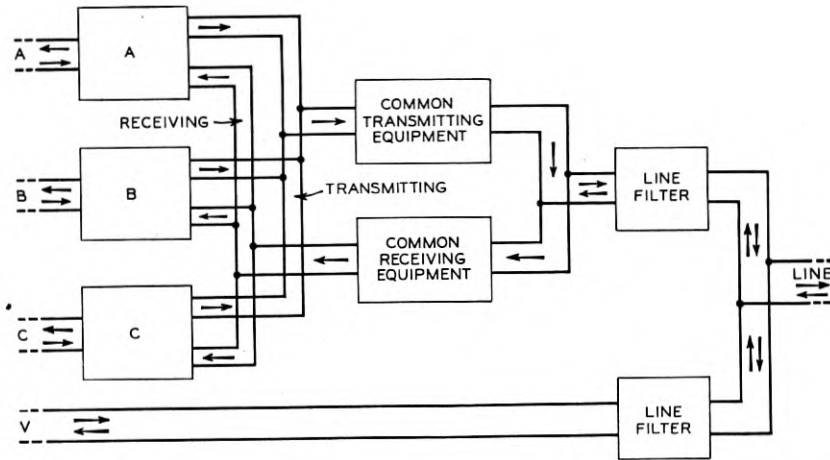 A
A
RECEIVING
COMMON
TRANSMITTING
EQUIPMENT
B
B
TRANSMITTING
LINE
FILTER
COMMON
RECEIVING
EQUIPMENT
LINE
C
C
V
LINE
FILTER